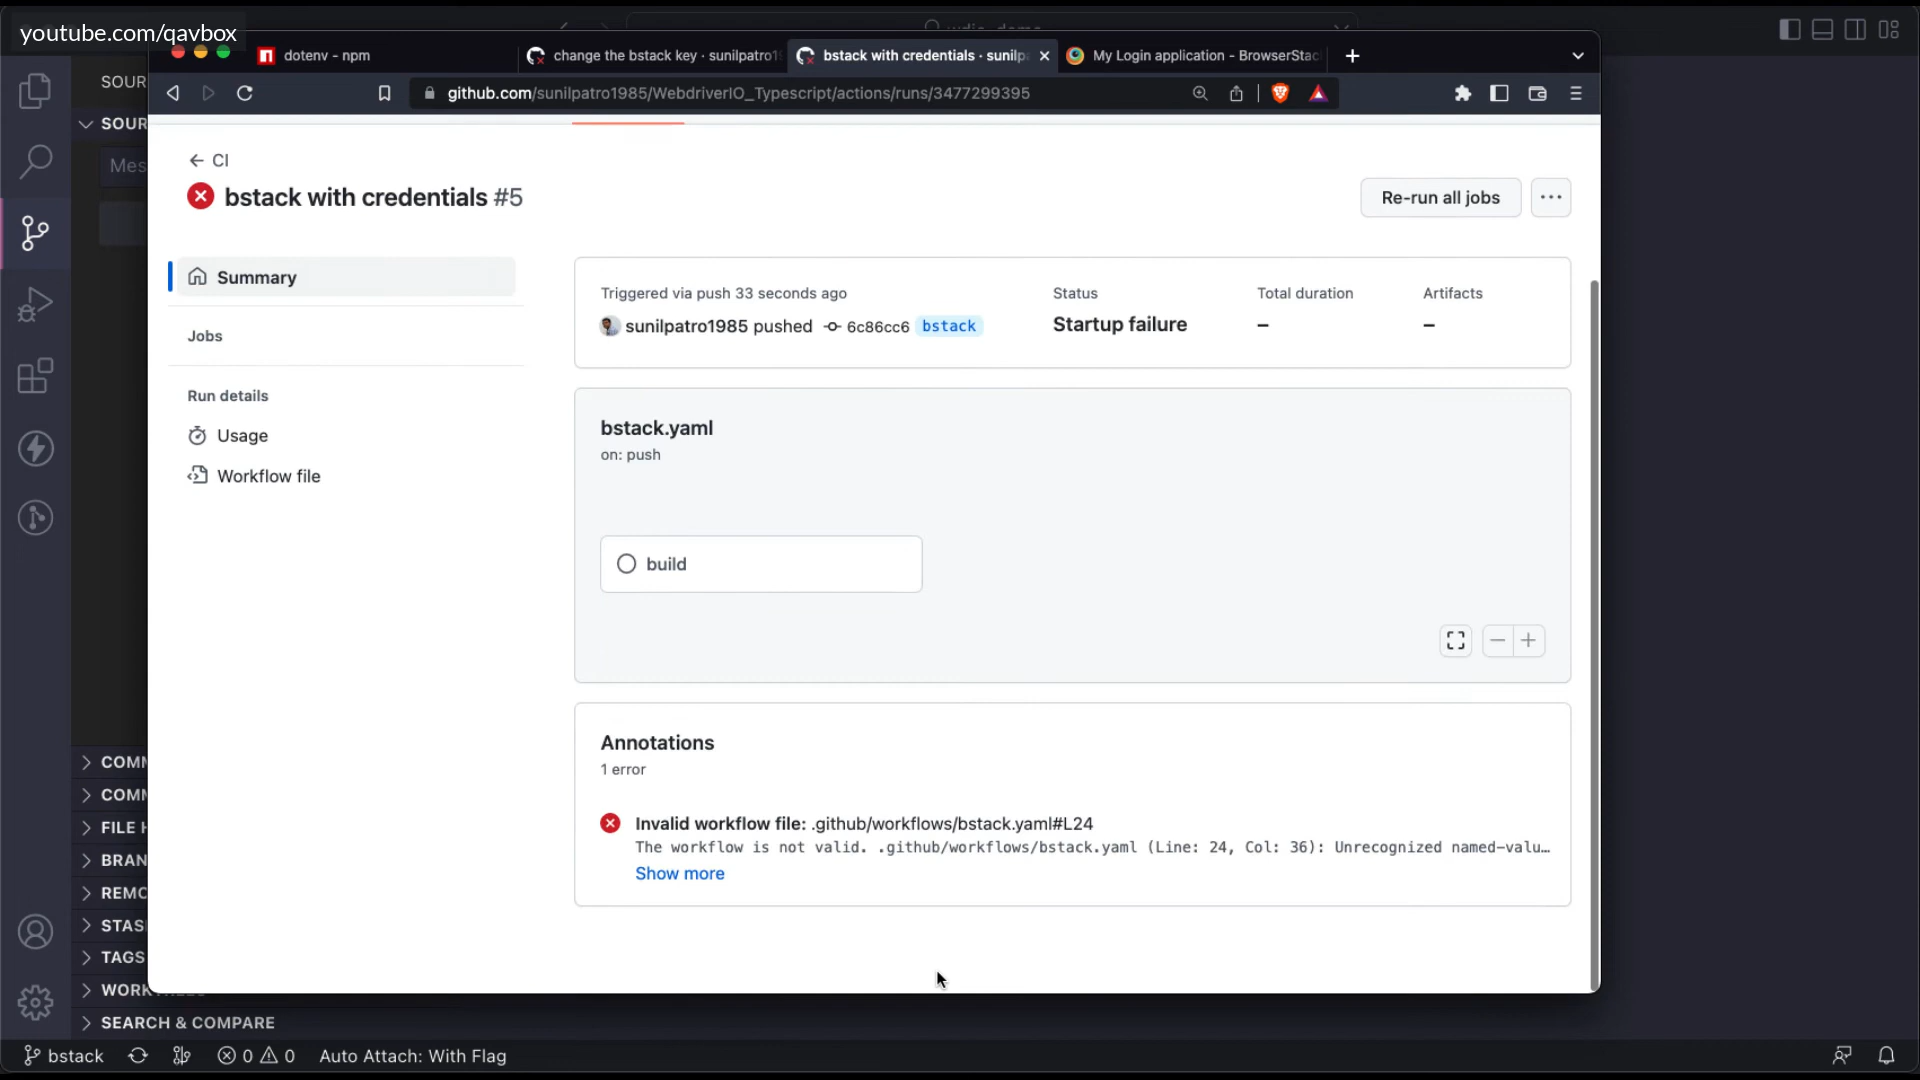 youtube.com/qavbox
dotenv - npm
change the bstack key · sunilpatro1
bstack with credentials · sunilp
My Login application - BrowserStac
github.com/sunilpatro1985/WebdriverIO_Typescript/actions/runs/3477299395
SOUR
SOUR
Mes
CI
bstack with credentials #5
Re-run all jobs
Summary
Jobs
Run details
Usage
Workflow file
Triggered via push 33 seconds ago
sunilpatro1985 pushed 6c86cc6 bstack
Status
Startup failure
Total duration
–
Artifacts
–
bstack.yaml
on: push
build
Annotations
1 error
Invalid workflow file: .github/workflows/bstack.yaml#L24
The workflow is not valid. .github/workflows/bstack.yaml (Line: 24, Col: 36): Unrecognized named-valu…
Show more
COMM
COMM
FILE H
BRAN
REMO
STAS
TAGS
WORK
SEARCH & COMPARE
bstack
0
0
Auto Attach: With Flag